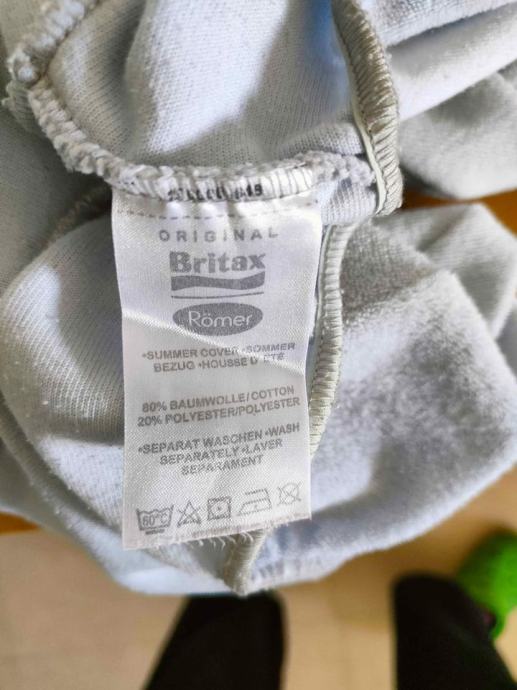 ORIGINAL
Britax
Römer
•SUMMER COVER •SOMMER
BEZUG •HOUSSE D'ÉTÉ
80% BAUMWOLLE/COTTON
20% POLYESTER/POLYESTER
•SEPARAT WASCHEN •WASH
SEPARATELY •LAVER
SEPARAMENT
60°C